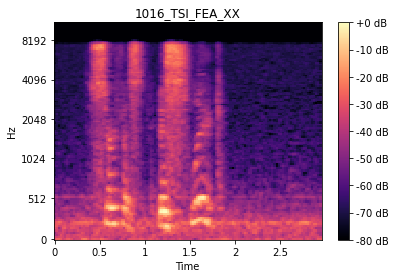 1016_TSI_FEA_XX
+0 dB
8192
-10 dB
4096
-20 dB
-30 dB
2048
Hz
-40 dB
1024
-50 dB
512
-60 dB
-70 dB
0
-80 dB
0 0.5 1 1.5 2 2.5
Time